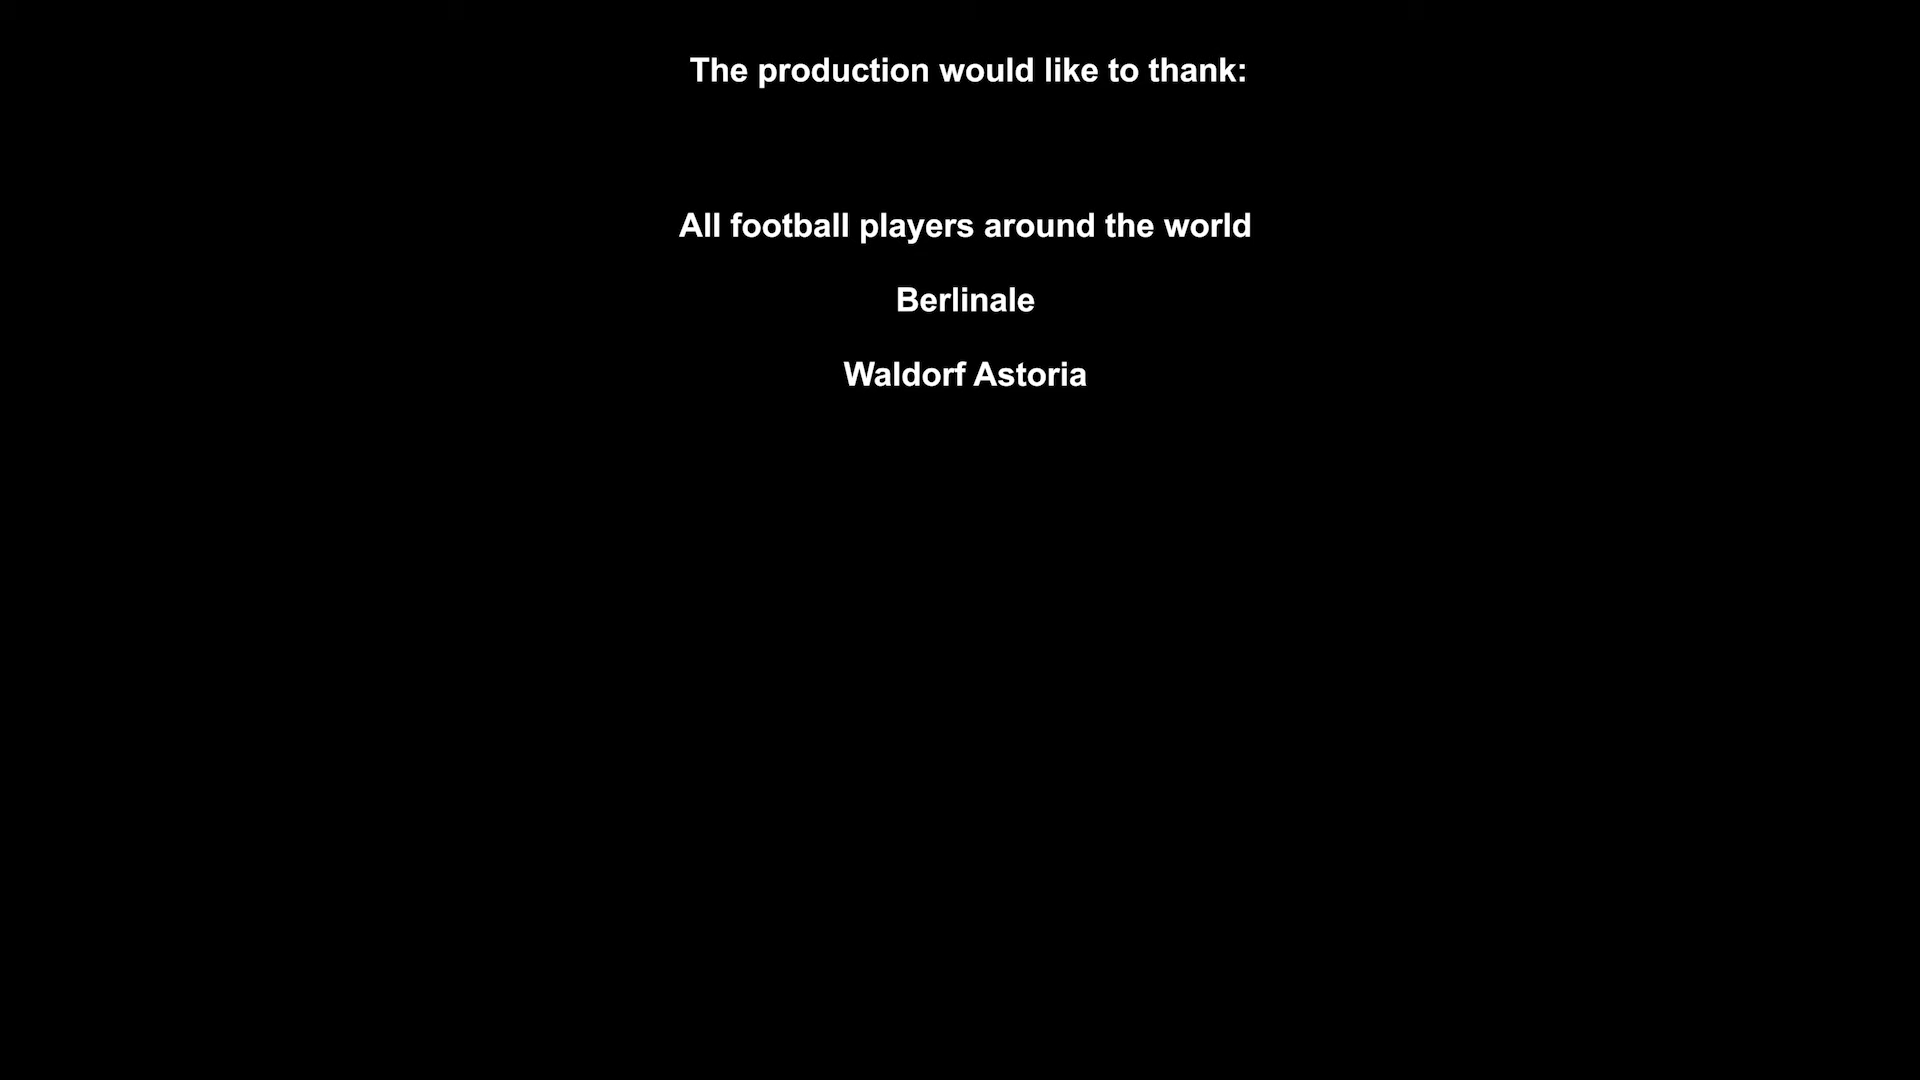 The production would like to thank:
All football players around the world
Berlinale
Waldorf Astoria